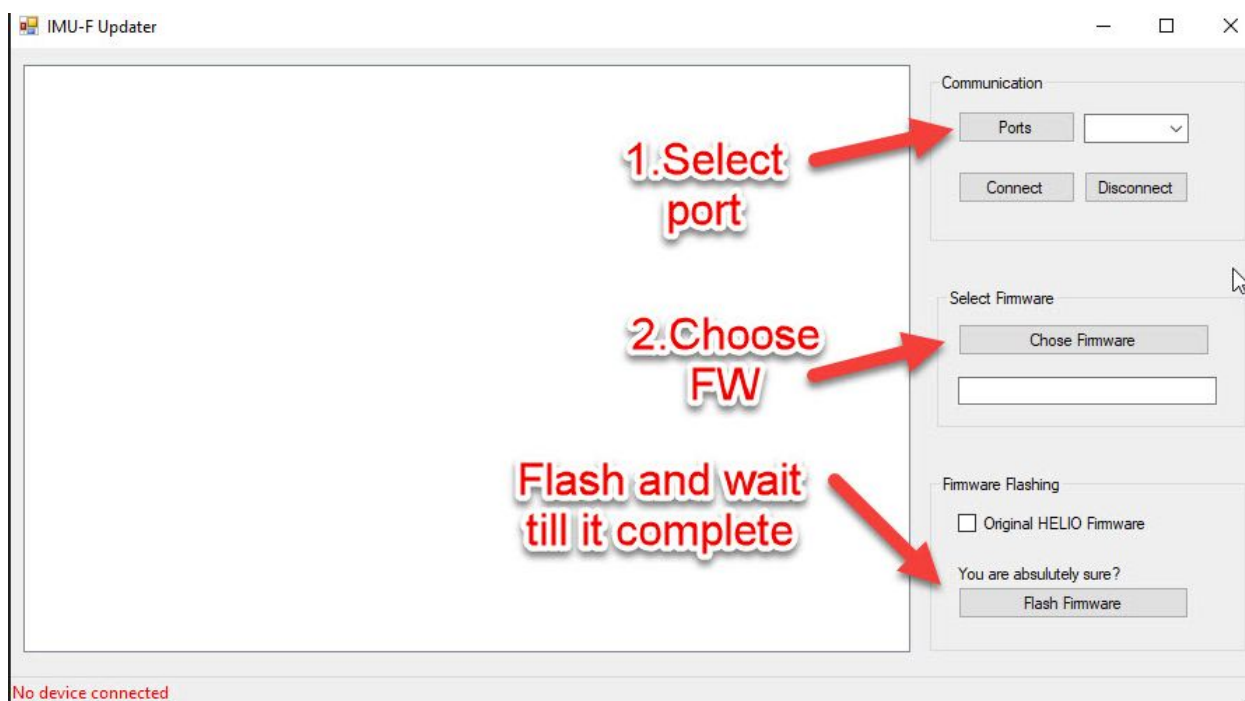 IMU-F Updater
Communication
Ports
1.Select
port
Connect Disconnect
Select Firmware
2.Choose
FW
Chose Firmware
Flash and wait
till it complete
Firmware Flashing
Original HELIO Firmware
You are absulutely sure?
Flash Firmware
No device connected